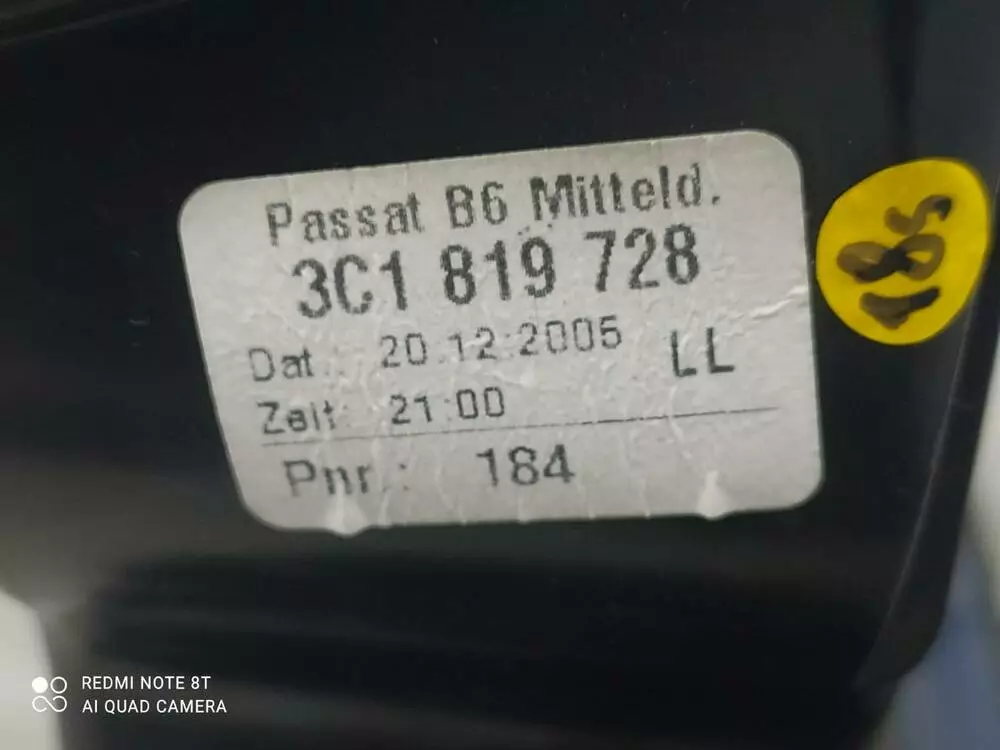 Passat B6 Mitteld.
3C1 819 728
Dat.: 20.12.2005 LL
Zeit: 21:00
Pnr.: 184
185
REDMI NOTE 8T
AI QUAD CAMERA